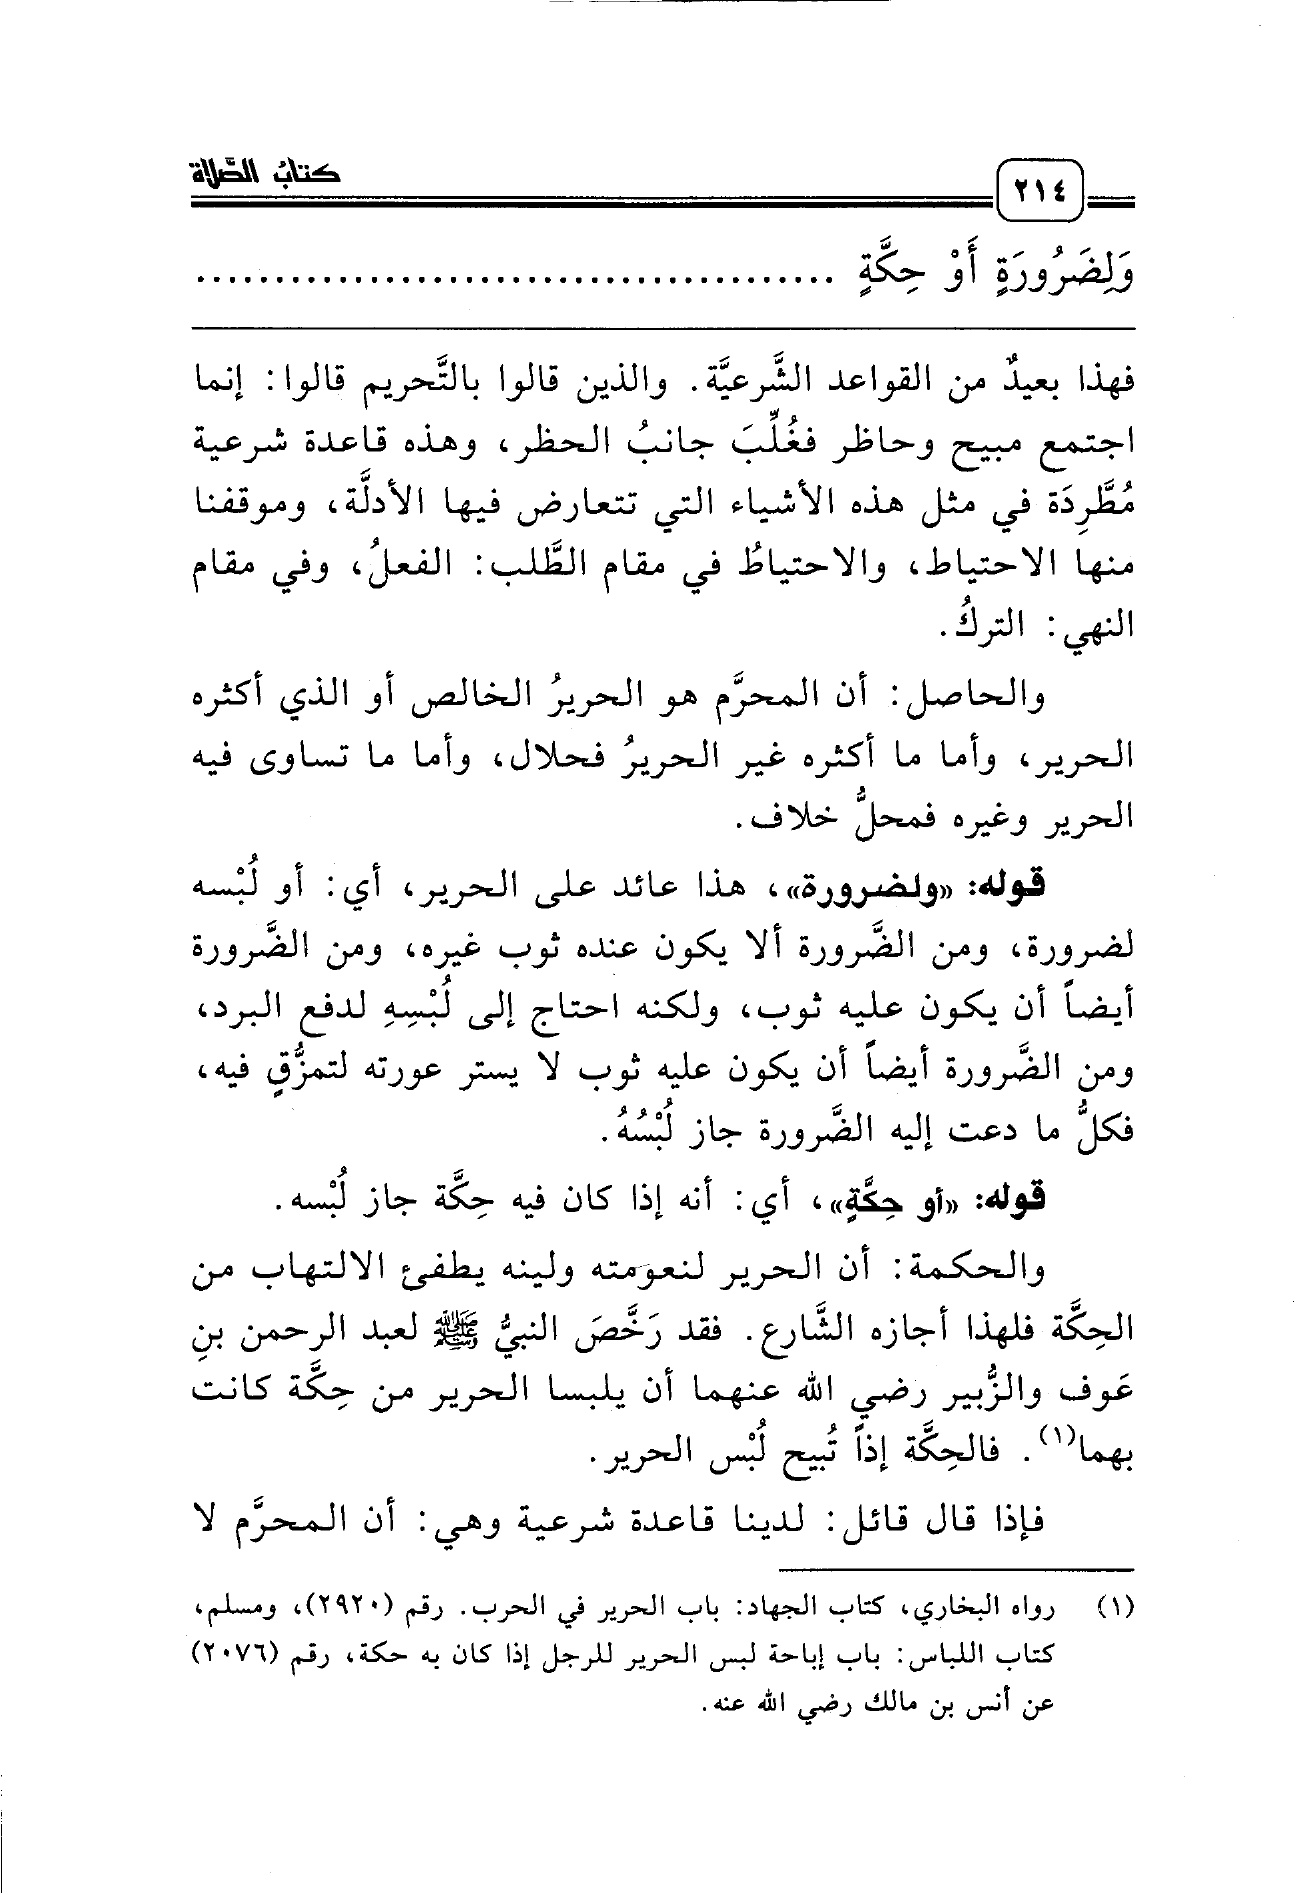 كتابُ الصَّلاة
٢١٤
وَلِضَرُورَةٍ أَوْ حِكَّةٍ .........................................
فهذا بعيدٌ من القواعد الشَّرعيَّة. والذين قالوا بالتَّحريم قالوا: إنما
اجتمع مبيح وحاظر فغُلِّبَ جانبُ الحظر، وهذه قاعدة شرعية
مُطَّرِدَة في مثل هذه الأشياء التي تتعارض فيها الأدلَّة، وموقفنا
منها الاحتياط، والاحتياطُ في مقام الطَّلب: الفعلُ، وفي مقام
النهي: التركُ.
والحاصل: أن المحرَّم هو الحريرُ الخالص أو الذي أكثره
الحرير، وأما ما أكثره غير الحريرُ فحلال، وأما ما تساوى فيه
الحرير وغيره فمحلُّ خلاف.
قوله: «ولضرورة»، هذا عائد على الحرير، أي: أو لُبْسه
لضرورة، ومن الضَّرورة ألا يكون عنده ثوب غيره، ومن الضَّرورة
أيضاً أن يكون عليه ثوب، ولكنه احتاج إلى لُبْسِهِ لدفع البرد،
ومن الضَّرورة أيضاً أن يكون عليه ثوب لا يستر عورته لتمزُّقٍ فيه،
فكلُّ ما دعت إليه الضَّرورة جاز لُبْسُهُ.
قوله: «أو حِكَّةٍ»، أي: أنه إذا كان فيه حِكَّة جاز لُبْسه.
والحكمة: أن الحرير لنعومته ولينه يطفئ الالتهاب من
الحِكَّة فلهذا أجازه الشَّارع. فقد رَخَّصَ النبيُّ ﷺ لعبد الرحمن بنِ
عَوف والزُّبير رضي الله عنهما أن يلبسا الحرير من حِكَّة كانت
بهما(١). فالحِكَّة إذاً تُبيح لُبْس الحرير.
فإذا قال قائل: لدينا قاعدة شرعية وهي: أن المحرَّم لا
(١) رواه البخاري، كتاب الجهاد: باب الحرير في الحرب. رقم (٢٩٢٠)، ومسلم،
كتاب اللباس: باب إباحة لبس الحرير للرجل إذا كان به حكة، رقم (٢٠٧٦)
عن أنس بن مالك رضي الله عنه.